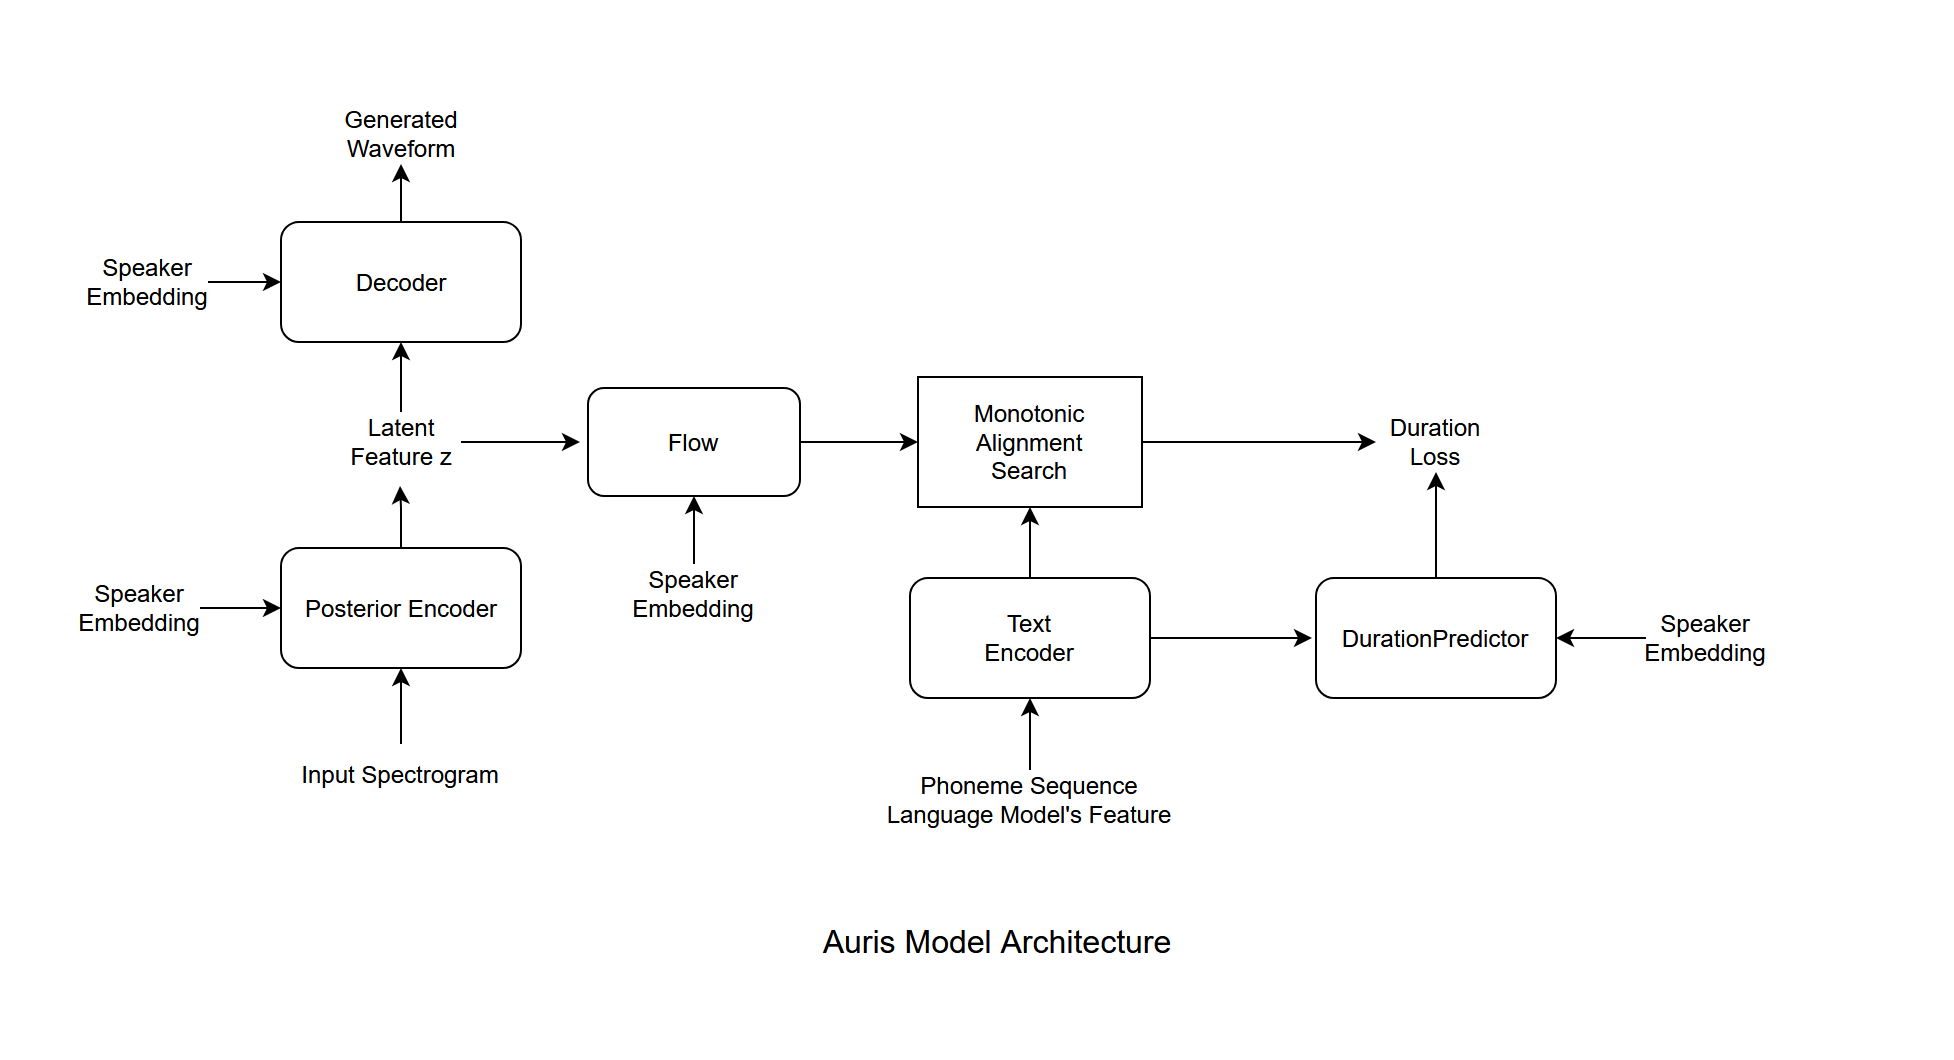 Generated
Waveform
Speaker
Embedding
Decoder
Latent
Feature z
Flow
Monotonic
Alignment
Search
Duration
Loss
Speaker
Embedding
Posterior Encoder
Speaker
Embedding
Text
Encoder
DurationPredictor
Speaker
Embedding
Input Spectrogram
Phoneme Sequence
Language Model's Feature
Auris Model Architecture